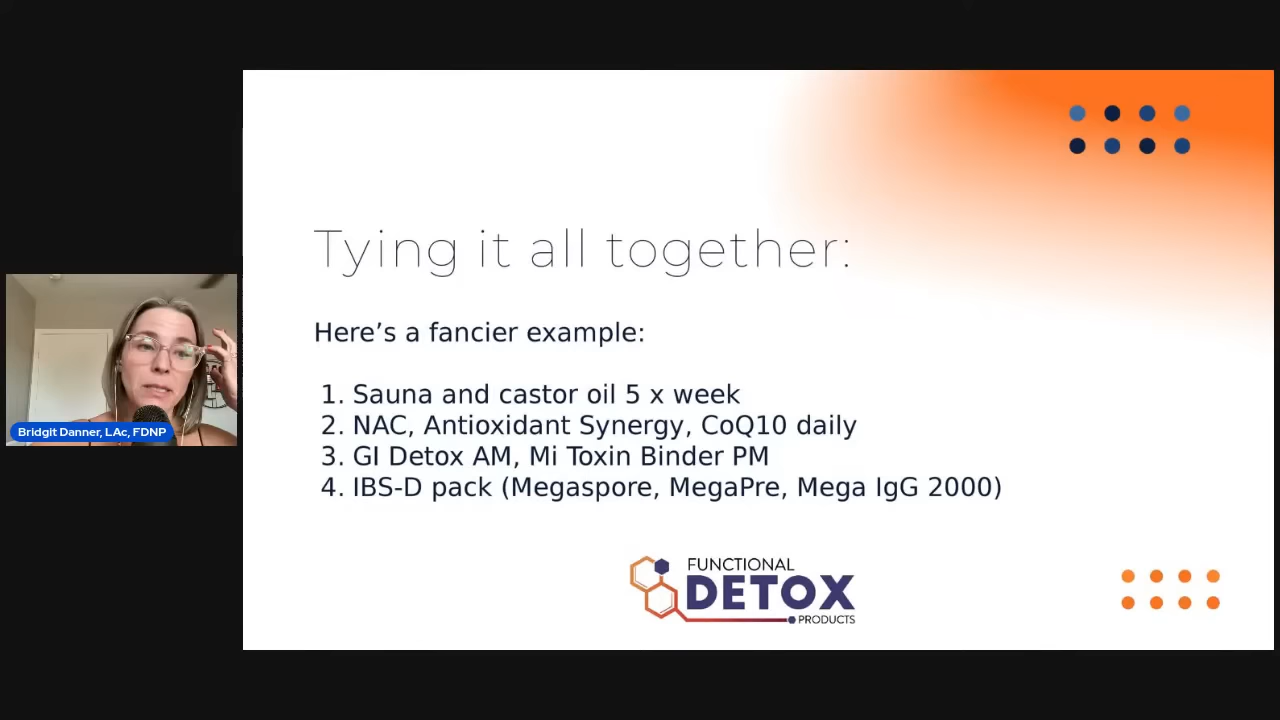 Tying it all together:
Here’s a fancier example:
1. Sauna and castor oil 5 x week
2. NAC, Antioxidant Synergy, CoQ10 daily
3. GI Detox AM, Mi Toxin Binder PM
4. IBS-D pack (Megaspore, MegaPre, Mega IgG 2000)
Bridgit Danner, LAc, FDNP
FUNCTIONAL
DETOX
PRODUCTS